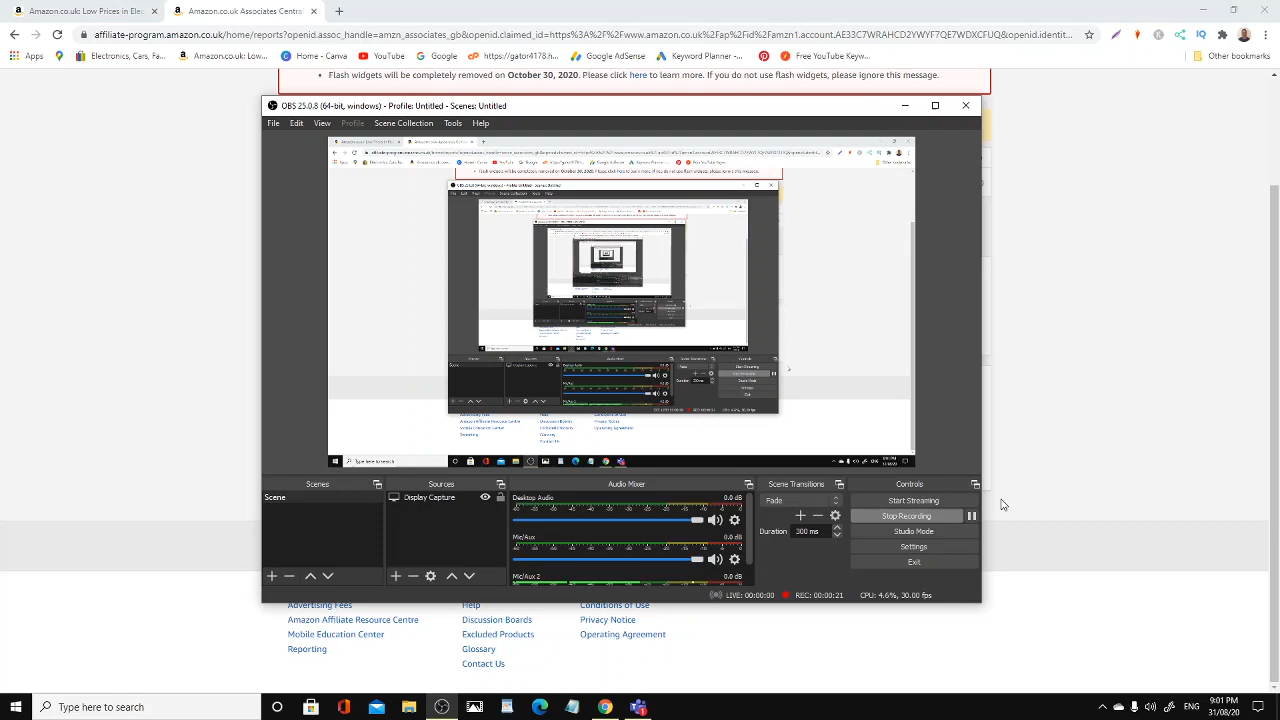 Amazon.co.uk: Low Prices in Elec
Amazon.co.uk Associates Centra
affiliate-program.amazon.co.uk/home/reports?openid.assoc_handle=amzn_associates_gb&openid.claimed_id=https%3A%2F%2Fwww.amazon.co.uk%2Fap%2Fid%2Famzn1.account.AE33C7WRAHCD2YWYF7QE7WDXCFUQ&openid.identit...
Apps
Electronics, Cars, Fa...
Amazon.co.uk: Low...
Home - Canva
YouTube
Google
https://gator4178.h...
Google AdSense
Keyword Planner -...
Free YouTube Keyw...
Other bookmarks
• Flash widgets will be completely removed on October 30, 2020. Please click here to learn more. If you do not use flash widgets, please ignore this message.
OBS 25.0.8 (64-bit, windows) - Profile: Untitled - Scenes: Untitled
File Edit View Profile Scene Collection Tools Help
Type here to search
Scenes
Sources
Audio Mixer
Scene Transitions
Controls
Scene
Display Capture
Desktop Audio 0.0 dB
Mic/Aux 0.0 dB
Mic/Aux 2
Fade
Duration 300 ms
Start Streaming
Stop Recording
Studio Mode
Settings
Exit
LIVE: 00:00:00
REC: 00:00:21
CPU: 4.6%, 30.00 fps
Advertising Fees
Amazon Affiliate Resource Centre
Mobile Education Center
Reporting
Help
Discussion Boards
Excluded Products
Glossary
Contact Us
Conditions of Use
Privacy Notice
Operating Agreement
Type here to search
ENG
9:01 PM
31/08/20